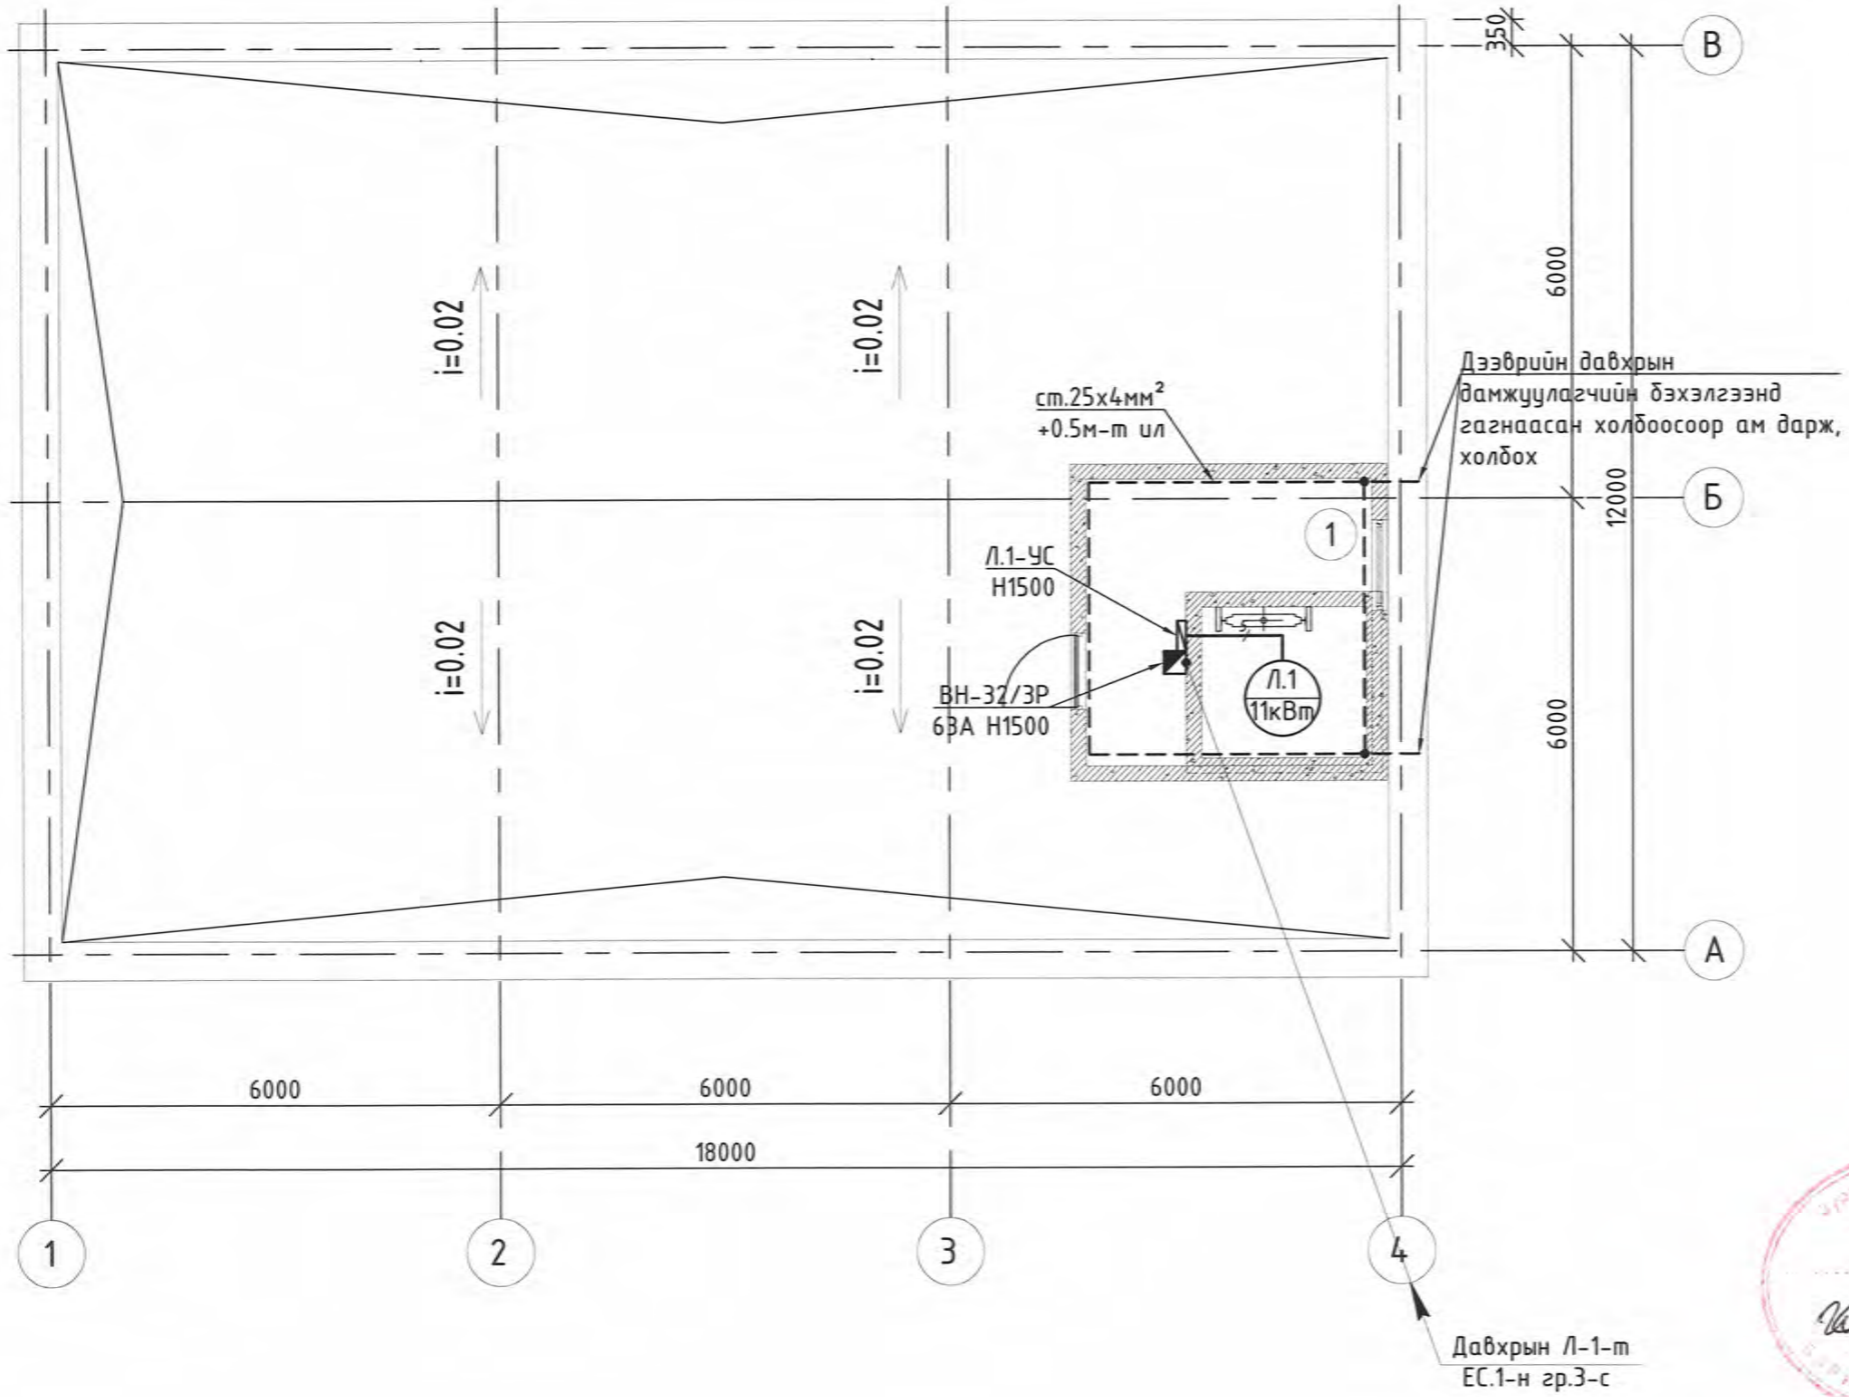 350
В
6000
i=0.02
i=0.02
Дээврийн давхрын
дамжуулагчийн бэхэлгээнд
гагнаасан холбоосоор ам дарж,
холбох
ст.25х4мм²
+0.5м-т ил
12000
Б
1
Л.1-УС
Н1500
i=0.02
i=0.02
ВН-32/3Р
63А Н1500
Л.1
11кВт
6000
А
6000
6000
6000
18000
1
2
3
4
Давхрын Л-1-т
ЕС.1-н гр.3-с